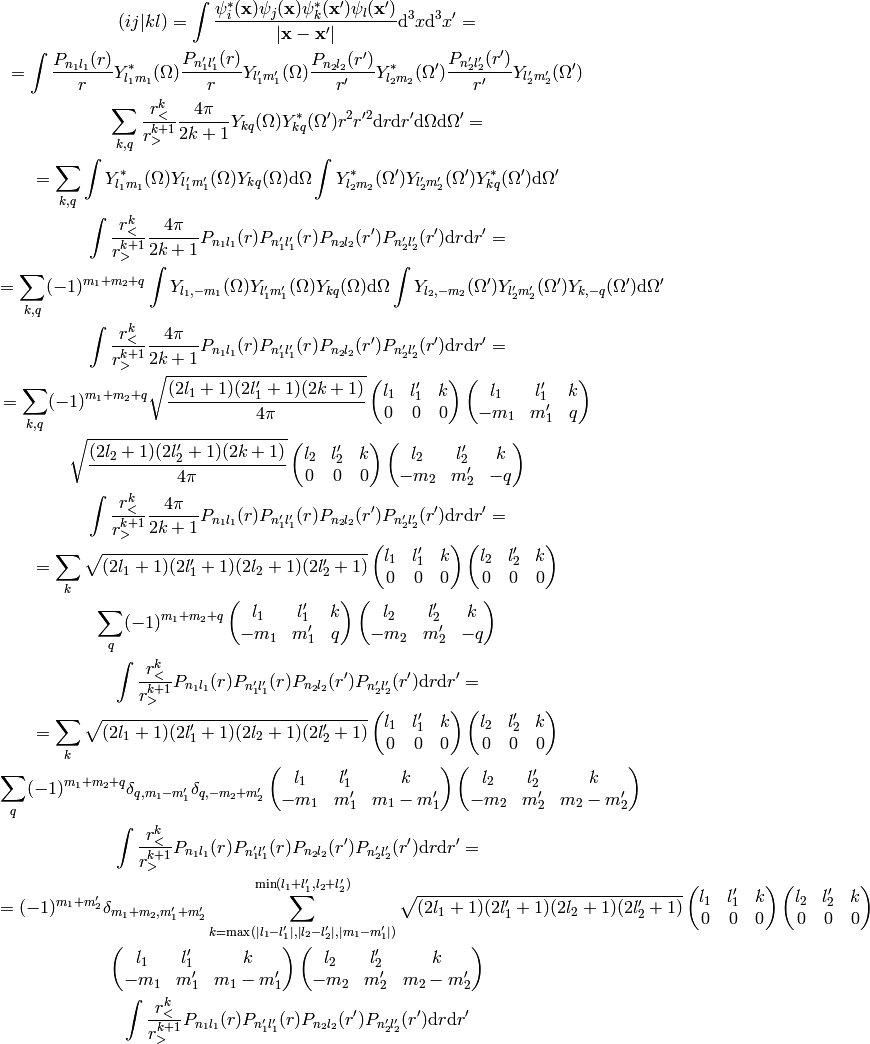 $(ij|kl) = \int \frac{\psi_i^*(\mathbf{x})\psi_j(\mathbf{x})\psi_k^*(\mathbf{x}')\psi_l(\mathbf{x}')}{|\mathbf{x}-\mathbf{x}'|} \mathrm{d}^3x\mathrm{d}^3x' =$
$= \int \frac{P_{n_1l_1}(r)}{r} Y^*_{l_1m_1}(\Omega) \frac{P_{n_1'l_1'}(r)}{r} Y_{l_1'm_1'}(\Omega) \frac{P_{n_2l_2}(r')}{r'} Y^*_{l_2m_2}(\Omega') \frac{P_{n_2'l_2'}(r')}{r'} Y_{l_2'm_2'}(\Omega')$
$\sum_{k,q} \frac{r_<^k}{r_>^{k+1}} \frac{4\pi}{2k+1} Y_{kq}(\Omega) Y^*_{kq}(\Omega') r^2 r'^2 \mathrm{d}r\mathrm{d}r'\mathrm{d}\Omega\mathrm{d}\Omega' =$
$= \sum_{k,q} \int Y^*_{l_1m_1}(\Omega) Y_{l_1'm_1'}(\Omega) Y_{kq}(\Omega) \mathrm{d}\Omega \int Y^*_{l_2m_2}(\Omega') Y_{l_2'm_2'}(\Omega') Y^*_{kq}(\Omega') \mathrm{d}\Omega'$
$\int \frac{r_<^k}{r_>^{k+1}} \frac{4\pi}{2k+1} P_{n_1l_1}(r) P_{n_1'l_1'}(r) P_{n_2l_2}(r') P_{n_2'l_2'}(r') \mathrm{d}r\mathrm{d}r' =$
$= \sum_{k,q} (-1)^{m_1+m_2+q} \int Y_{l_1,-m_1}(\Omega) Y_{l_1'm_1'}(\Omega) Y_{kq}(\Omega) \mathrm{d}\Omega \int Y_{l_2,-m_2}(\Omega') Y_{l_2'm_2'}(\Omega') Y_{k,-q}(\Omega') \mathrm{d}\Omega'$
$\int \frac{r_<^k}{r_>^{k+1}} \frac{4\pi}{2k+1} P_{n_1l_1}(r) P_{n_1'l_1'}(r) P_{n_2l_2}(r') P_{n_2'l_2'}(r') \mathrm{d}r\mathrm{d}r' =$
$= \sum_{k,q} (-1)^{m_1+m_2+q} \sqrt{\frac{(2l_1+1)(2l_1'+1)(2k+1)}{4\pi}} \begin{pmatrix} l_1 & l_1' & k \\ 0 & 0 & 0 \end{pmatrix} \begin{pmatrix} l_1 & l_1' & k \\ -m_1 & m_1' & q \end{pmatrix}$
$\sqrt{\frac{(2l_2+1)(2l_2'+1)(2k+1)}{4\pi}} \begin{pmatrix} l_2 & l_2' & k \\ 0 & 0 & 0 \end{pmatrix} \begin{pmatrix} l_2 & l_2' & k \\ -m_2 & m_2' & -q \end{pmatrix}$
$\int \frac{r_<^k}{r_>^{k+1}} \frac{4\pi}{2k+1} P_{n_1l_1}(r) P_{n_1'l_1'}(r) P_{n_2l_2}(r') P_{n_2'l_2'}(r') \mathrm{d}r\mathrm{d}r' =$
$= \sum_k \sqrt{(2l_1+1)(2l_1'+1)(2l_2+1)(2l_2'+1)} \begin{pmatrix} l_1 & l_1' & k \\ 0 & 0 & 0 \end{pmatrix} \begin{pmatrix} l_2 & l_2' & k \\ 0 & 0 & 0 \end{pmatrix}$
$\sum_q (-1)^{m_1+m_2+q} \begin{pmatrix} l_1 & l_1' & k \\ -m_1 & m_1' & q \end{pmatrix} \begin{pmatrix} l_2 & l_2' & k \\ -m_2 & m_2' & -q \end{pmatrix}$
$\int \frac{r_<^k}{r_>^{k+1}} P_{n_1l_1}(r) P_{n_1'l_1'}(r) P_{n_2l_2}(r') P_{n_2'l_2'}(r') \mathrm{d}r\mathrm{d}r' =$
$= \sum_k \sqrt{(2l_1+1)(2l_1'+1)(2l_2+1)(2l_2'+1)} \begin{pmatrix} l_1 & l_1' & k \\ 0 & 0 & 0 \end{pmatrix} \begin{pmatrix} l_2 & l_2' & k \\ 0 & 0 & 0 \end{pmatrix}$
$\sum_q (-1)^{m_1+m_2+q} \delta_{q,m_1-m_1'} \delta_{q,-m_2+m_2'} \begin{pmatrix} l_1 & l_1' & k \\ -m_1 & m_1' & m_1-m_1' \end{pmatrix} \begin{pmatrix} l_2 & l_2' & k \\ -m_2 & m_2' & m_2-m_2' \end{pmatrix}$
$\int \frac{r_<^k}{r_>^{k+1}} P_{n_1l_1}(r) P_{n_1'l_1'}(r) P_{n_2l_2}(r') P_{n_2'l_2'}(r') \mathrm{d}r\mathrm{d}r' =$
$= (-1)^{m_1+m_2'} \delta_{m_1+m_2,m_1'+m_2'} \sum_{k=\max(|l_1-l_1'|,|l_2-l_2'|,|m_1-m_1'|)}^{\min(l_1+l_1',l_2+l_2')} \sqrt{(2l_1+1)(2l_1'+1)(2l_2+1)(2l_2'+1)} \begin{pmatrix} l_1 & l_1' & k \\ 0 & 0 & 0 \end{pmatrix} \begin{pmatrix} l_2 & l_2' & k \\ 0 & 0 & 0 \end{pmatrix}$
$\begin{pmatrix} l_1 & l_1' & k \\ -m_1 & m_1' & m_1-m_1' \end{pmatrix} \begin{pmatrix} l_2 & l_2' & k \\ -m_2 & m_2' & m_2-m_2' \end{pmatrix}$
$\int \frac{r_<^k}{r_>^{k+1}} P_{n_1l_1}(r) P_{n_1'l_1'}(r) P_{n_2l_2}(r') P_{n_2'l_2'}(r') \mathrm{d}r\mathrm{d}r'$